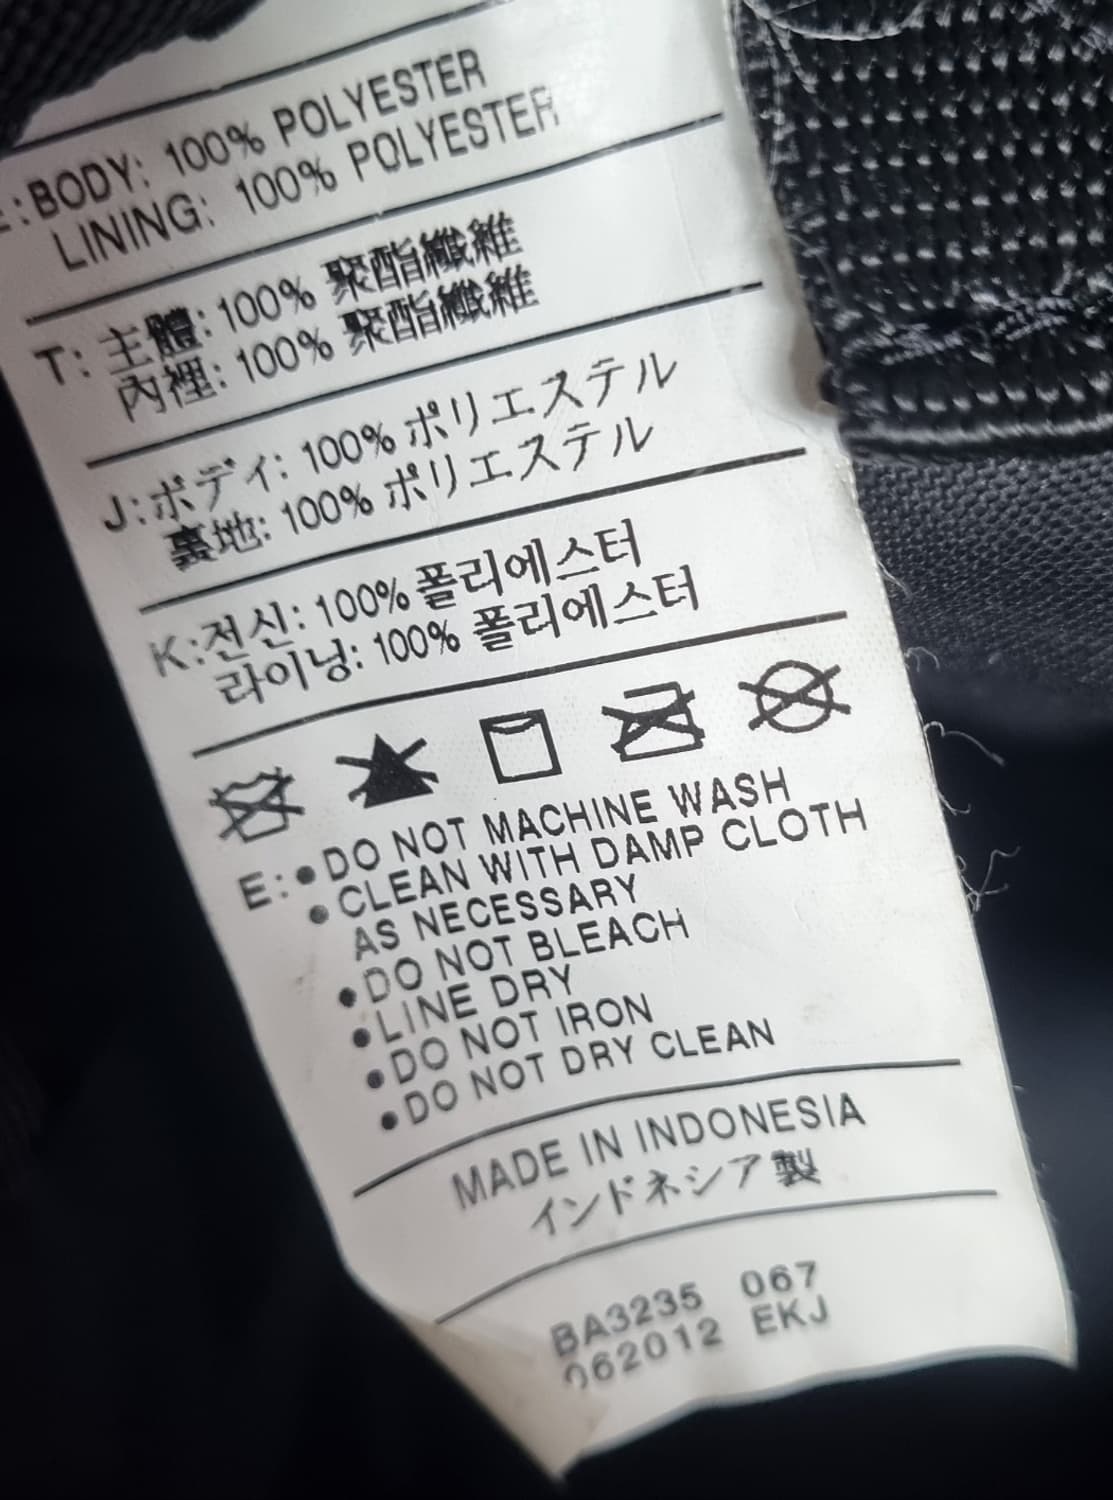 E:BODY: 100% POLYESTER
LINING: 100% POLYESTER
T: 主體: 100% 聚酯纖維
內裡: 100% 聚酯纖維
J:ボディ: 100% ポリエステル
裏地: 100% ポリエステル
K:전신: 100% 폴리에스터
라이닝: 100% 폴리에스터
E:•DO NOT MACHINE WASH
•CLEAN WITH DAMP CLOTH
AS NECESSARY
•DO NOT BLEACH
•LINE DRY
•DO NOT IRON
•DO NOT DRY CLEAN
MADE IN INDONESIA
インドネシア製
BA3235 067
062012 EKJ